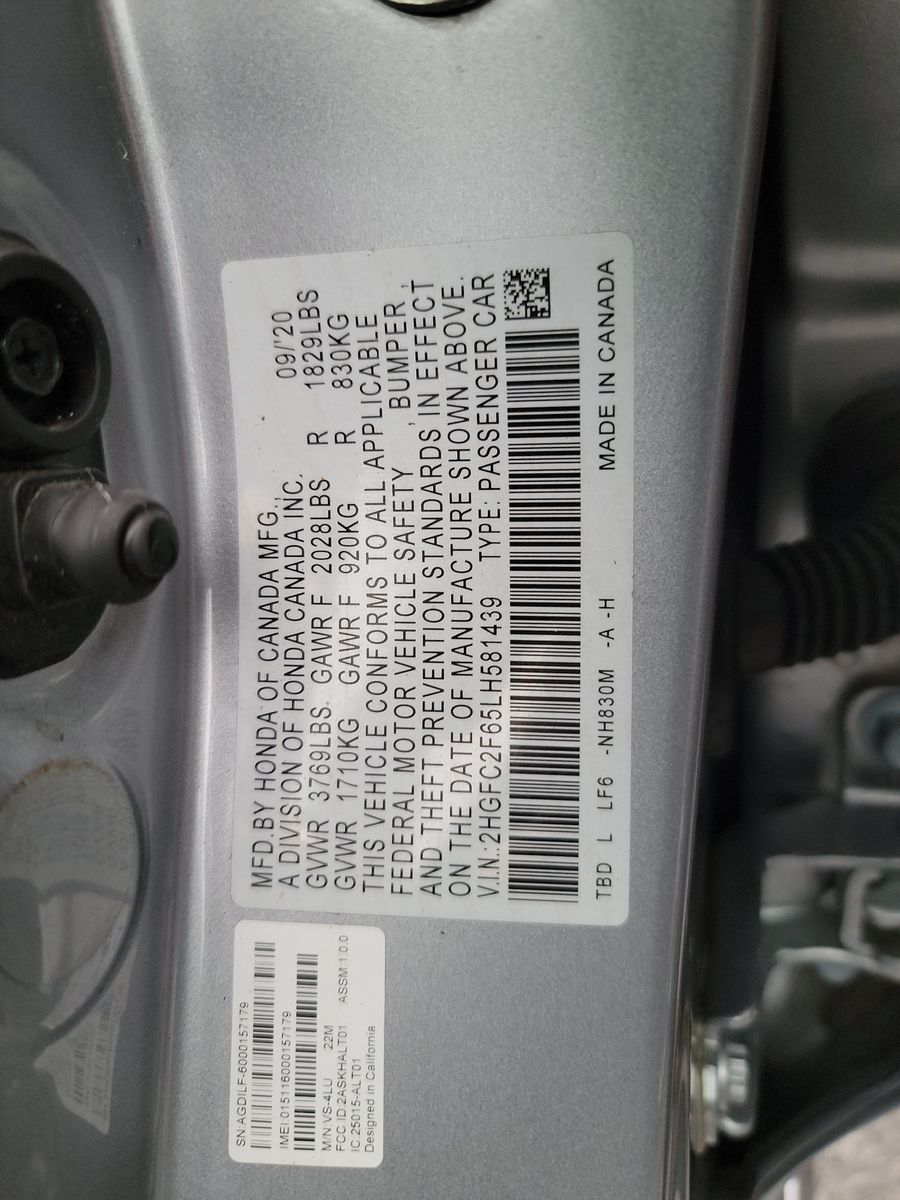 MFD.BY HONDA OF CANADA MFG.,
A DIVISION OF HONDA CANADA INC. 09/'20
GVWR 3769LBS GAWR F 2028LBS R 1829LBS
GVWR 1710KG GAWR F 920KG R 830KG
THIS VEHICLE CONFORMS TO ALL APPLICABLE
FEDERAL MOTOR VEHICLE SAFETY, BUMPER,
AND THEFT PREVENTION STANDARDS IN EFFECT
ON THE DATE OF MANUFACTURE SHOWN ABOVE.
V.I.N.:2HGFC2F65LH581439 TYPE: PASSENGER CAR
TBD L LF6 -NH830M -A -H MADE IN CANADA
SN:AGDILF-6000157179
IMEI:015116000157179
M/N:VS-4LU 22M
FCC ID:2ASKHALT01 ASSM:1.0.0
IC:25015-ALT01
Designed in California